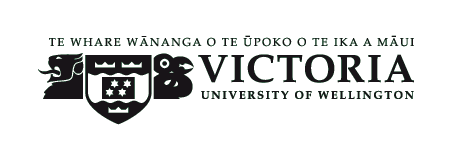 TE WHARE WĀNANGA O TE ŪPOKO O TE IKA A MĀUI
VICTORIA
UNIVERSITY OF WELLINGTON